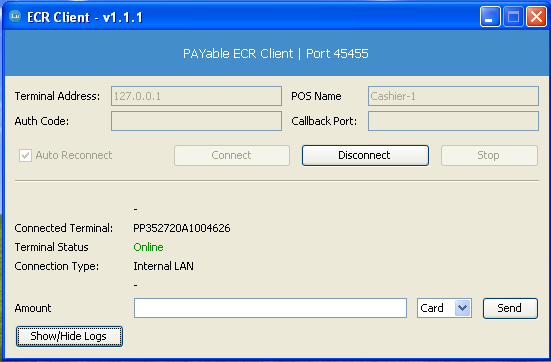 ECR Client - v1.1.1
PAYable ECR Client | Port 45455
Terminal Address: 127.0.0.1 POS Name Cashier-1
Auth Code: Callback Port:
Auto Reconnect Connect Disconnect Stop
-
Connected Terminal: PP352720A1004626
Terminal Status Online
Connection Type: Internal LAN
-
Amount Card Send
Show/Hide Logs